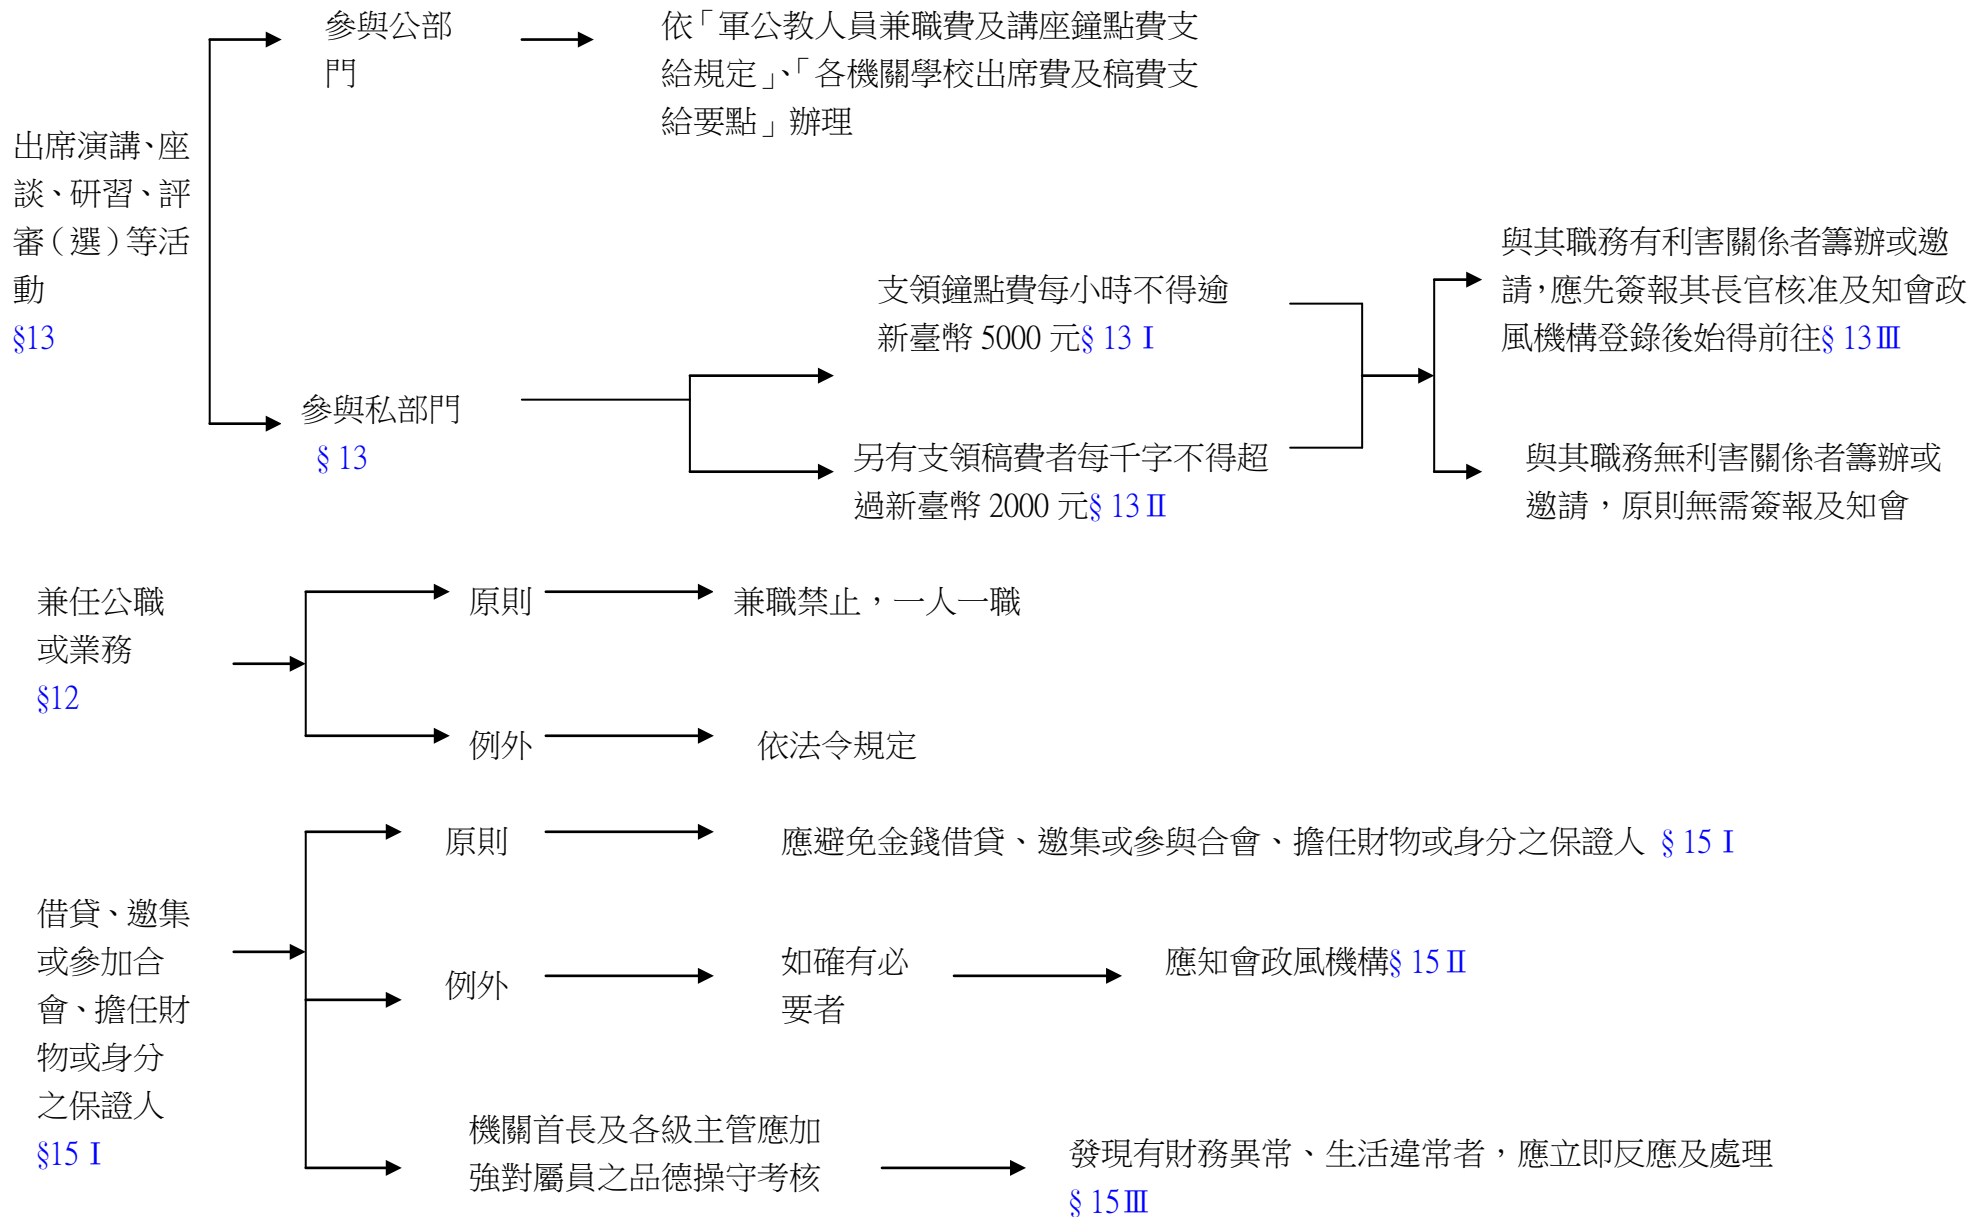 參與公部
門
依「軍公教人員兼職費及講座鐘點費支
給規定」、「各機關學校出席費及稿費支
給要點」辦理
出席演講、座
談、研習、評
審（選）等活
動
§13
參與私部門
§ 13
支領鐘點費每小時不得逾
新臺幣 5000 元§ 13 I
另有支領稿費者每千字不得超
過新臺幣 2000 元§ 13 II
與其職務有利害關係者籌辦或邀
請，應先簽報其長官核准及知會政
風機構登錄後始得前往§ 13III
與其職務無利害關係者籌辦或
邀請，原則無需簽報及知會
兼任公職
或業務
§12
原則
兼職禁止，一人一職
例外
依法令規定
借貸、邀集
或參加合
會、擔任財
物或身分
之保證人
§15 I
原則
應避免金錢借貸、邀集或參與合會、擔任財物或身分之保證人 § 15 I
例外
如確有必
要者
應知會政風機構§ 15 II
機關首長及各級主管應加
強對屬員之品德操守考核
發現有財務異常、生活違常者，應立即反應及處理
§ 15III